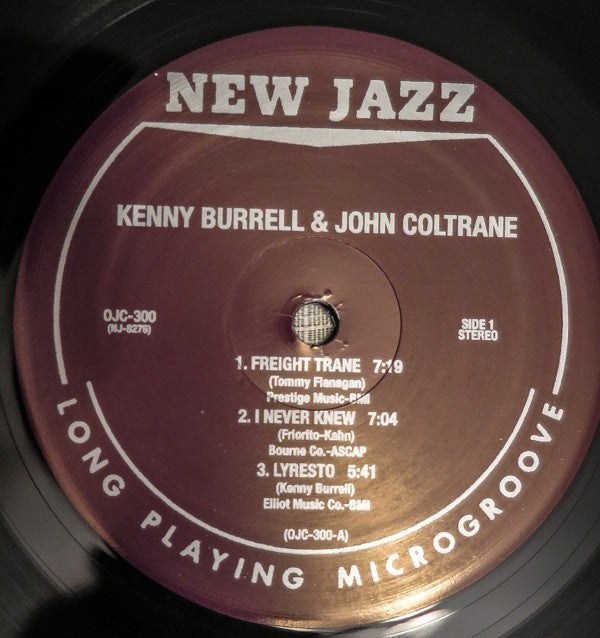 NEW JAZZ
KENNY BURRELL & JOHN COLTRANE
OJC-300
(NJ-8276)
SIDE 1
STEREO
1. FREIGHT TRANE 7:19
(Tommy Flanagan)
Prestige Music-BMI
2. I NEVER KNEW 7:04
(Friorito-Kahn)
Bourne Co.-ASCAP
3. LYRESTO 5:41
(Kenny Burrell)
Elliot Music Co.-BMI
(OJC-300-A)
LONG PLAYING MICROGROOVE